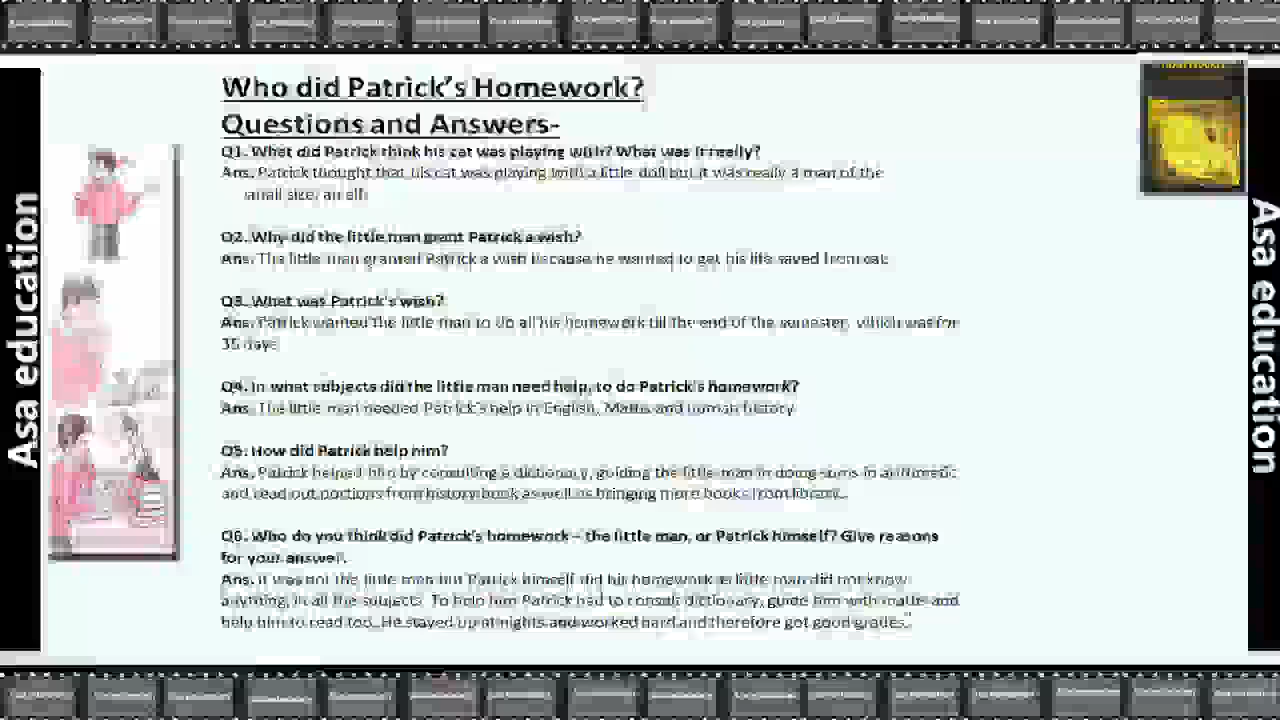 Who did Patrick's Homework?
Questions and Answers-
Q1. What did Patrick think his cat was playing with? What was it really?
Ans. Patrick thought that his cat was playing with a little doll but it was really a man of the
small size, an elf.
Q2. Why did the little man grant Patrick a wish?
Ans. The little man granted Patrick a wish because he wanted to get his life saved from cat.
Q3. What was Patrick's wish?
Ans. Patrick wanted the little man to do all his homework till the end of the semester, which was for
35 days.
Q4. In what subjects did the little man need help, to do Patrick's homework?
Ans. The little man needed Patrick's help in English, Maths and human history.
Q5. How did Patrick help him?
Ans. Patrick helped him by consulting a dictionary, guiding the little man in doing sums in arithmetic
and read out portions from history book as well as bringing more books from library.
Q6. Who do you think did Patrick's homework – the little man, or Patrick himself? Give reasons
for your answer.
Ans. It was not the little man but Patrick himself did his homework as little man did not know
anything, in all the subjects. To help him Patrick had to consult dictionary, guide him with maths and
help him to read too. He stayed up at nights and worked hard and therefore got good grades.
Asa education
Asa education